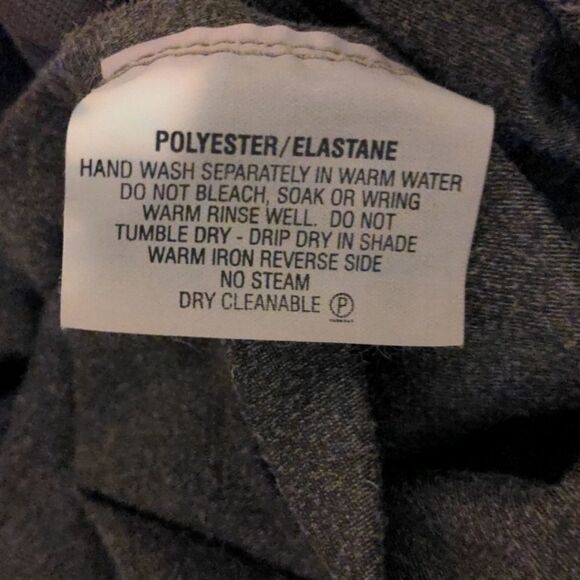 POLYESTER/ELASTANE
HAND WASH SEPARATELY IN WARM WATER
DO NOT BLEACH, SOAK OR WRING
WARM RINSE WELL. DO NOT
TUMBLE DRY - DRIP DRY IN SHADE
WARM IRON REVERSE SIDE
NO STEAM
DRY CLEANABLE Ⓟ